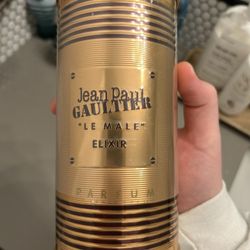 Jean Paul
GAULTIER
"LE MALE"
ELIXIR
PARFUM